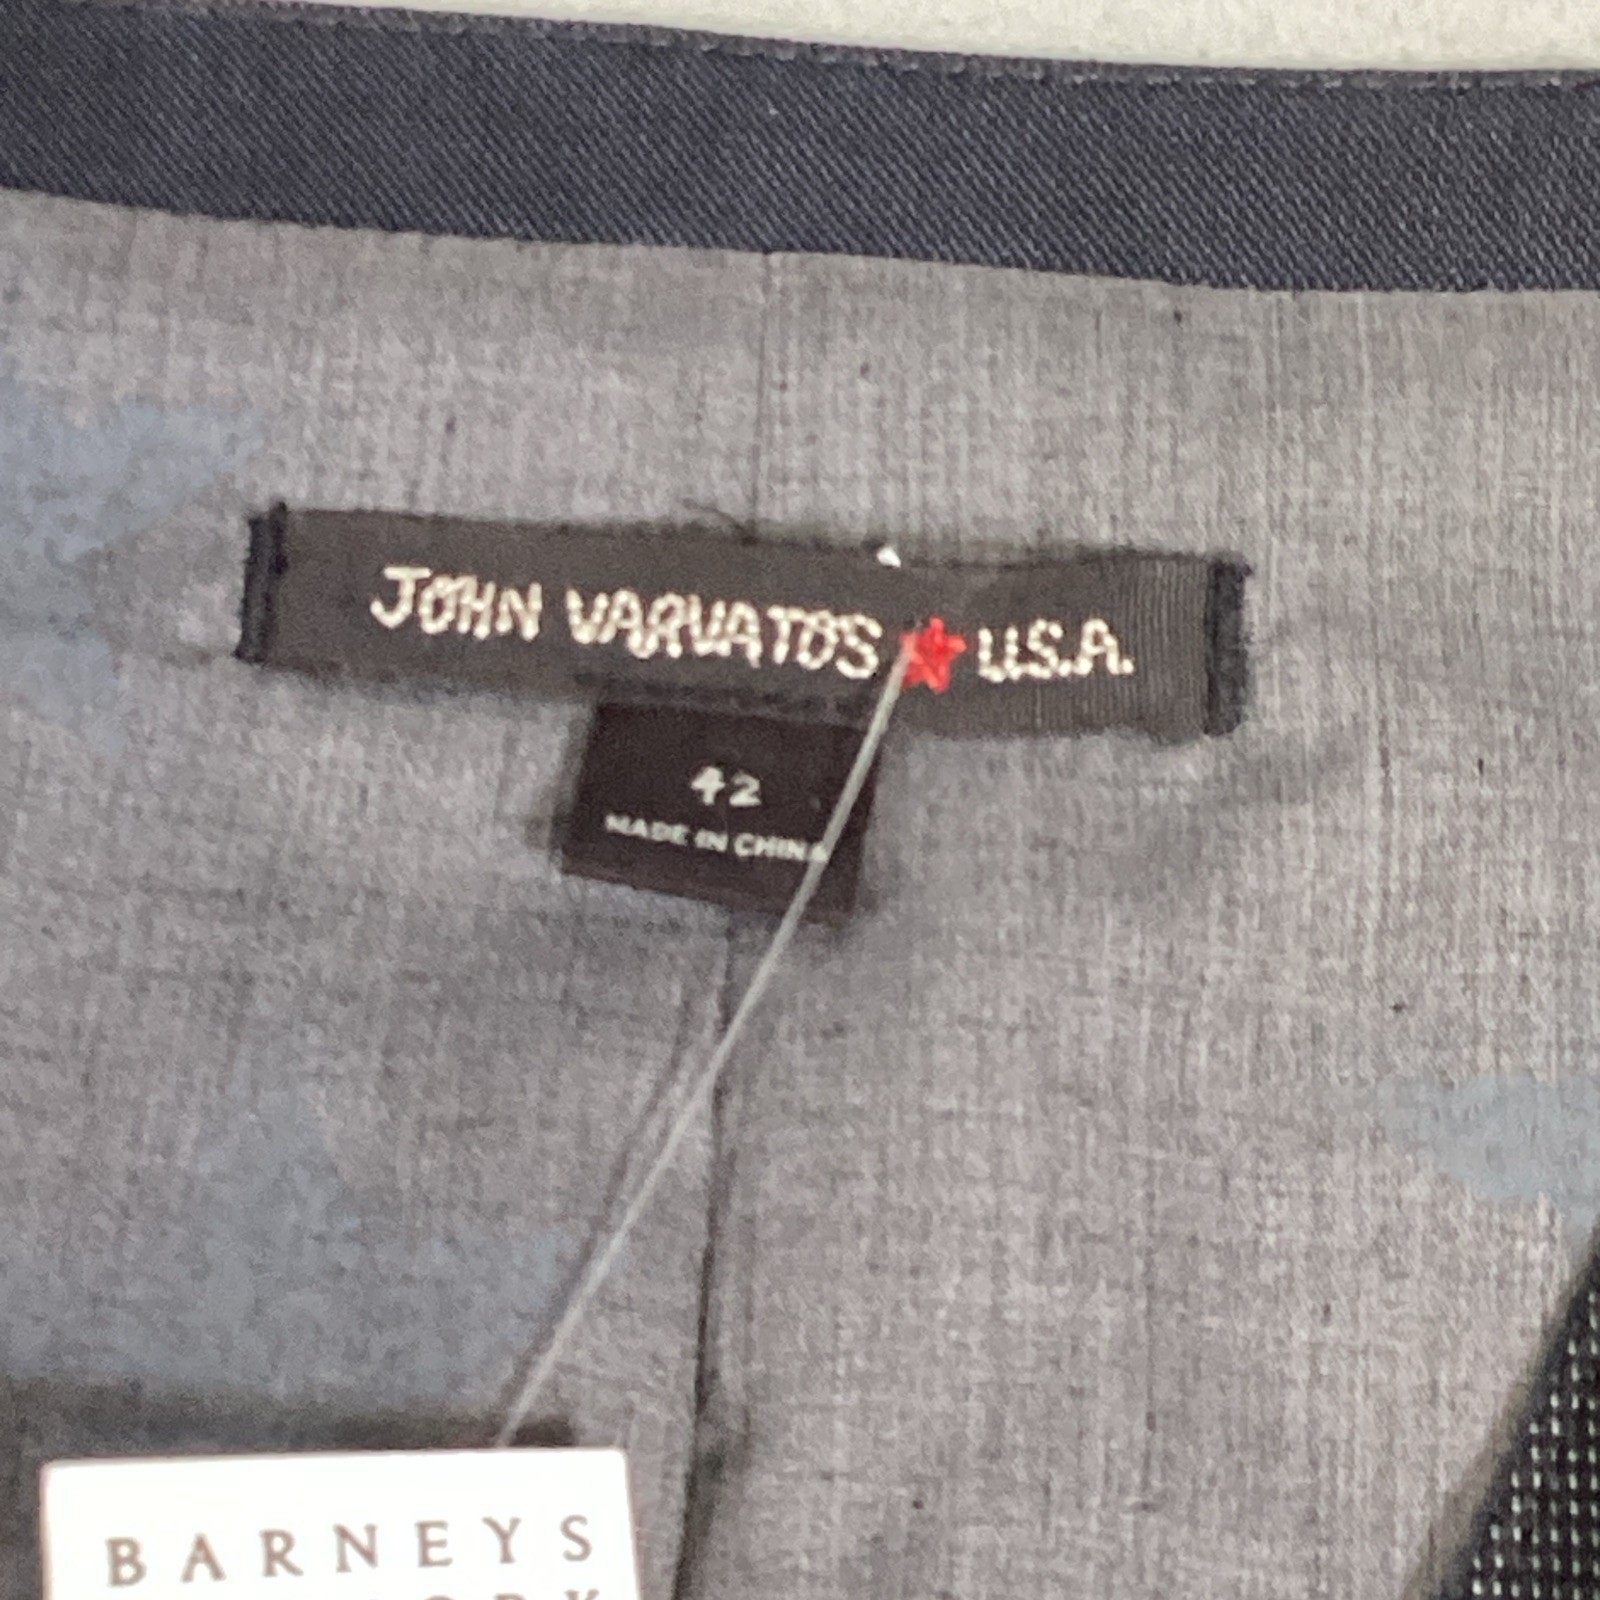 JOHN VARVATOS ★ U.S.A.
42
MADE IN CHINA
BARNEYS